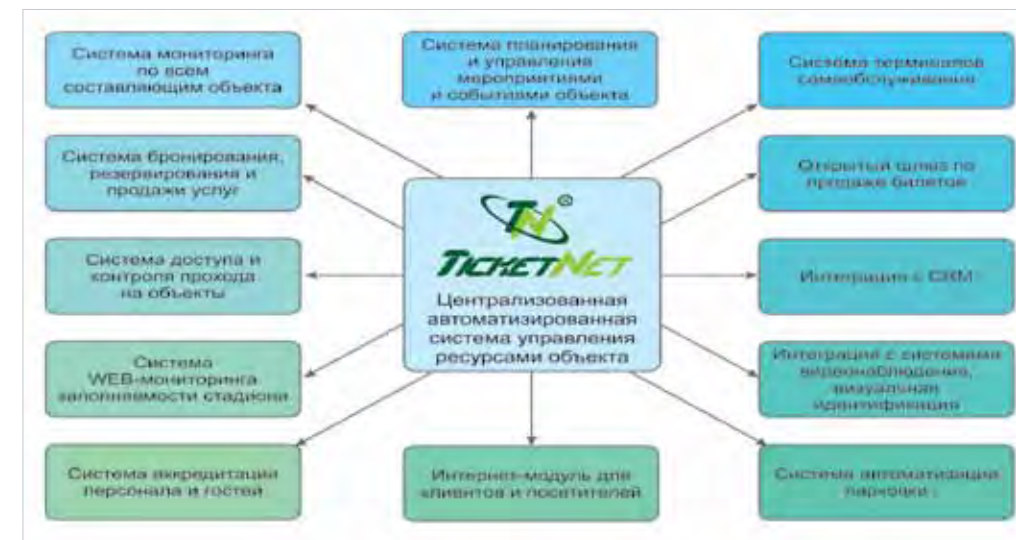 Система мониторинга
по всем
составляющим объекта
Система планирования
и управления
мероприятиями
и событиями объекта
Система терминалов
самообслуживания
Система бронирования,
резервирования и
продажи услуг
Открытый шлюз по
продаже билетов
TN®
TICKETNET
Централизованная
автоматизированная
система управления
ресурсами объекта
Система доступа и
контроля прохода
на объекты
Интеграция с CRM
Система
WEB-мониторинга
заполняемости стадиона
Интеграция с системами
видеонаблюдения,
визуальная
идентификация
Система аккредитации
персонала и гостей
Интернет-модуль для
клиентов и посетителей
Система автоматизации
парковки